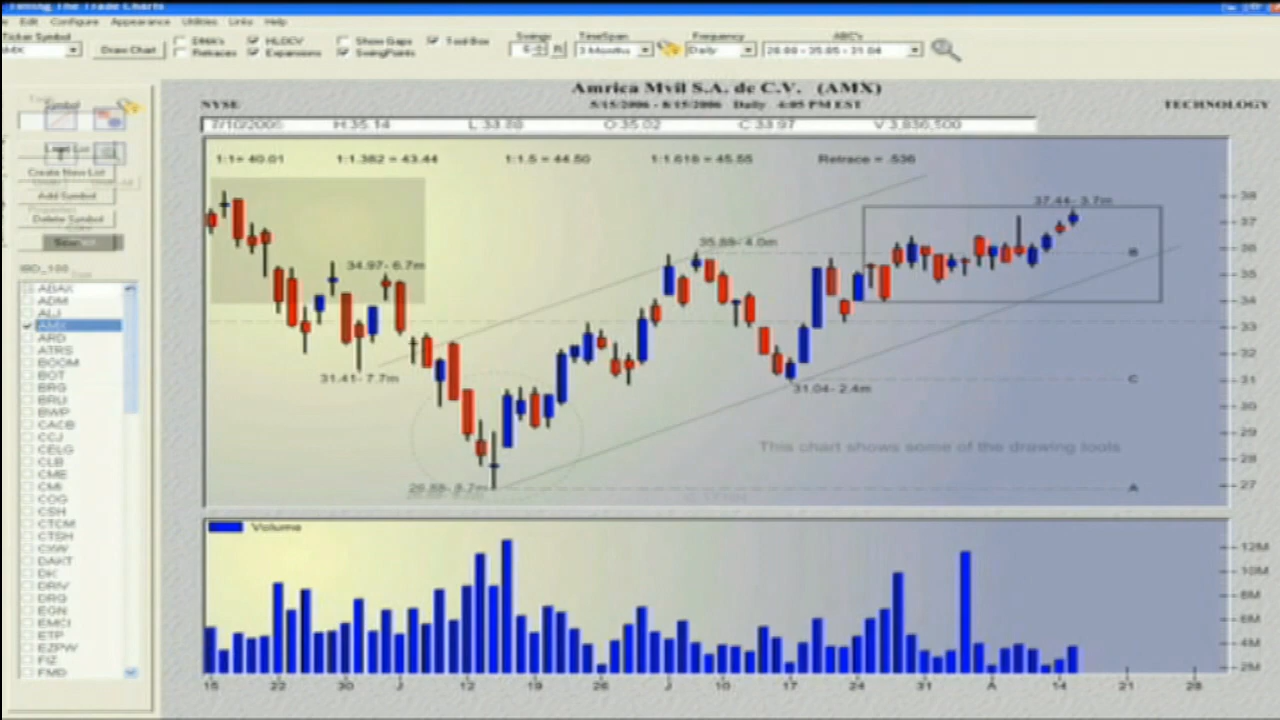 Timing The Trade Charts
Edit Configure Appearance Utilities Links Help
Ticker Symbol
AMX
Draw Chart
EMA's
HLOCV
Show Gaps
Tool Box
Retraces
Expansions
SwingPoints
Swings
TimeSpan
3 Months
Frequency
Daily
ABC's
26.88 - 35.85 - 31.04
Amrica Mvil S.A. de C.V. (AMX)
NYSE
5/15/2006 - 8/15/2006 Daily 4:05 PM EST
TECHNOLOGY
7/10/2006 H:35.14 L:33.88 O:35.02 C:33.97 V:3,836,500
1:1= 40.01 1:1.382 = 43.44 1:1.5 = 44.50 1:1.618 = 45.55 Retrace = .536
Symbol
Create New List
Add Symbol
Delete Symbol
IBD_100
ABAX
ADM
ALJ
AMX
ARD
ATRS
BOOM
BOT
BRG
BRLI
BWP
CACB
CCJ
CELG
CLB
CME
CMI
COG
CSH
CTCM
CTSH
CXW
DAKT
DK
DRIV
DRQ
EGN
EMCI
ETP
EZPW
FIZ
FMD
37.44- 3.7m
35.88- 4.0m
34.97- 6.7m
31.41- 7.7m
31.04- 2.4m
B
C
A
This chart shows some of the drawing tools
38
37
36
35
34
33
32
31
30
29
28
27
Volume
12M
10M
8M
6M
4M
2M
15 22 30 J 12 19 26 J 10 17 24 31 A 14 21 28